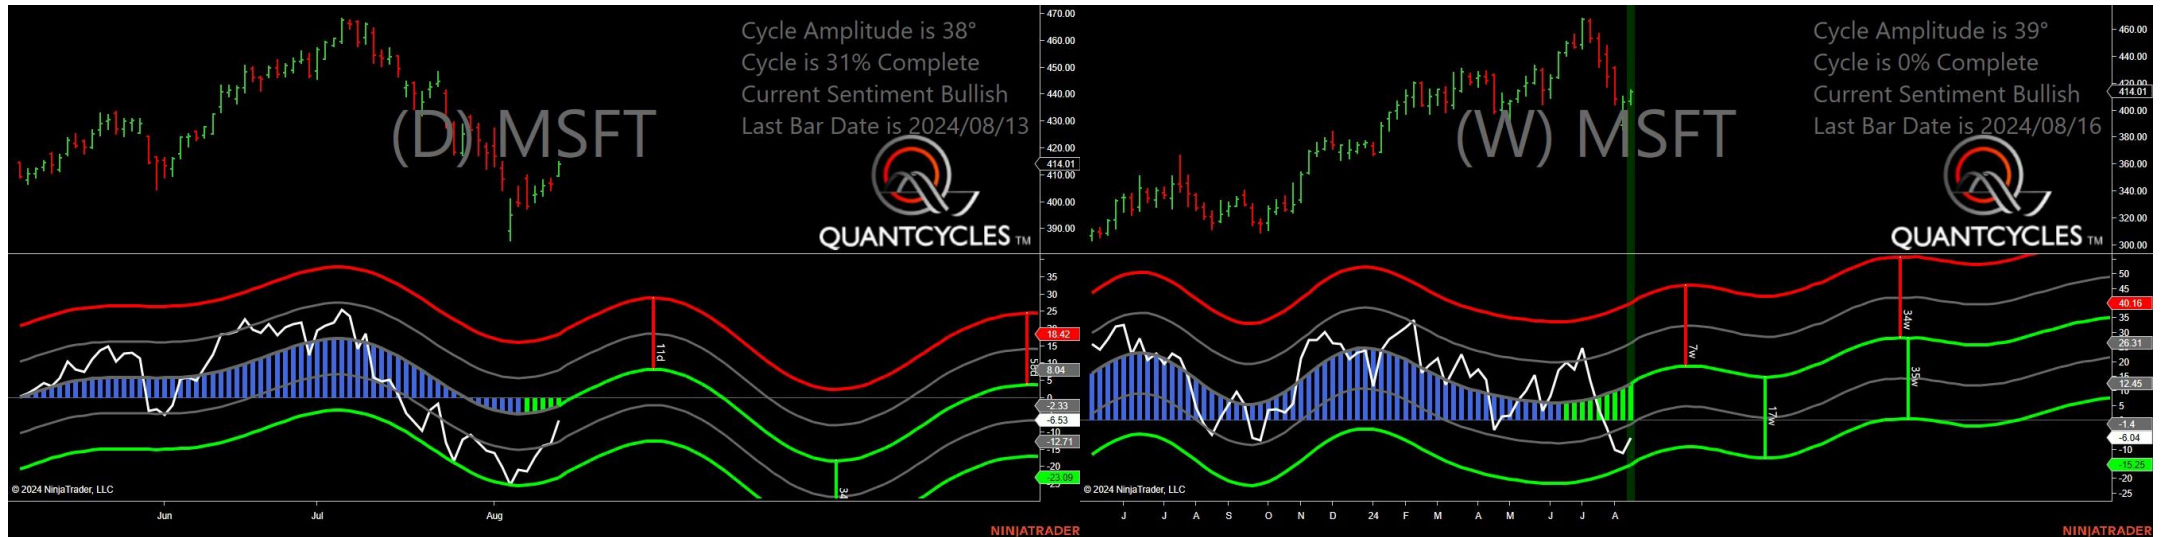 Cycle Amplitude is 38°
Cycle is 31% Complete
Current Sentiment Bullish
Last Bar Date is 2024/08/13
(D) MSFT
QUANTCYCLES TM
470.00
460.00
450.00
440.00
430.00
420.00
414.01
410.00
400.00
390.00
35
30
25
18.42
15
10
8.04
5
0
-2.33
-6.53
-10
-12.71
-15
-20
-23.09
11d
34
58d
© 2024 NinjaTrader, LLC
Jun
Jul
Aug
NINJATRADER
Cycle Amplitude is 39°
Cycle is 0% Complete
Current Sentiment Bullish
Last Bar Date is 2024/08/16
(W) MSFT
QUANTCYCLES TM
460.00
440.00
420.00
414.01
400.00
380.00
360.00
340.00
320.00
300.00
50
45
40.16
35
30
26.31
20
15
12.45
5
-1.4
-6.04
-10
-15.25
-20
-25
7w
17w
34w
35w
© 2024 NinjaTrader, LLC
J
J
A
S
O
N
D
24
F
M
A
M
J
J
A
NINJATRADER